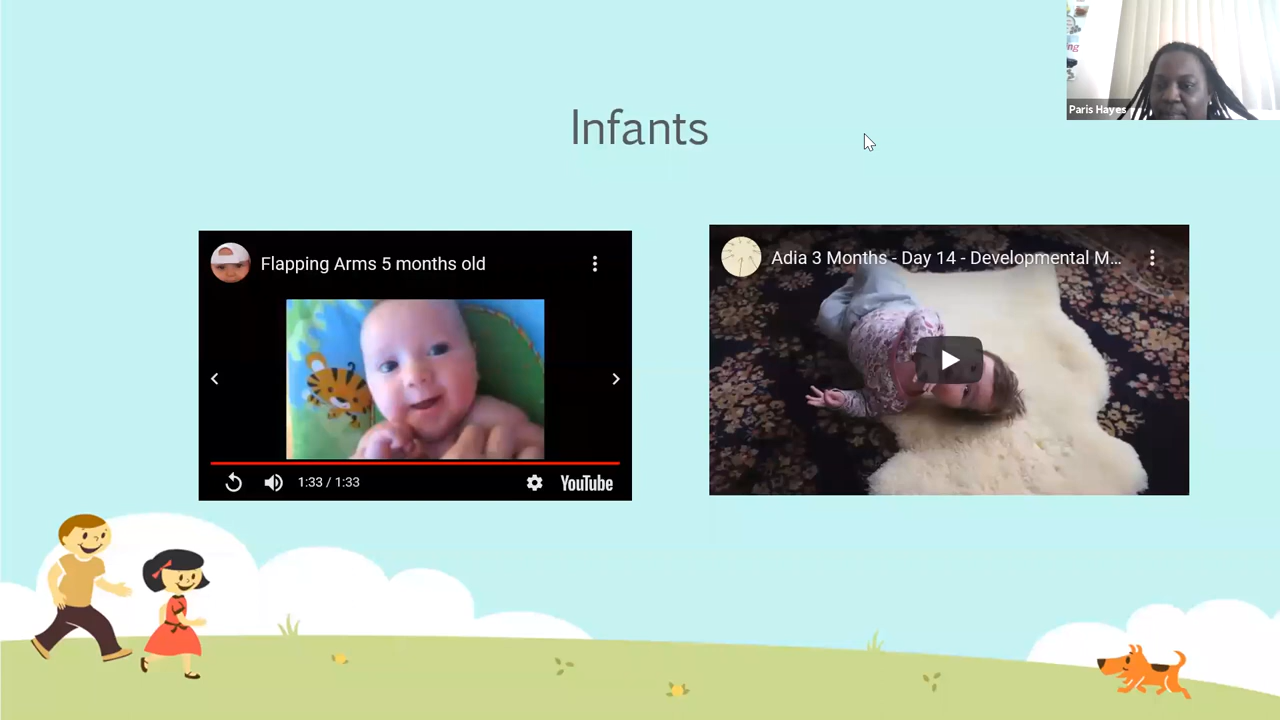 ng
Paris Hayes
Infants
Flapping Arms 5 months old
Adia 3 Months - Day 14 - Developmental M...
1:33 / 1:33
YouTube